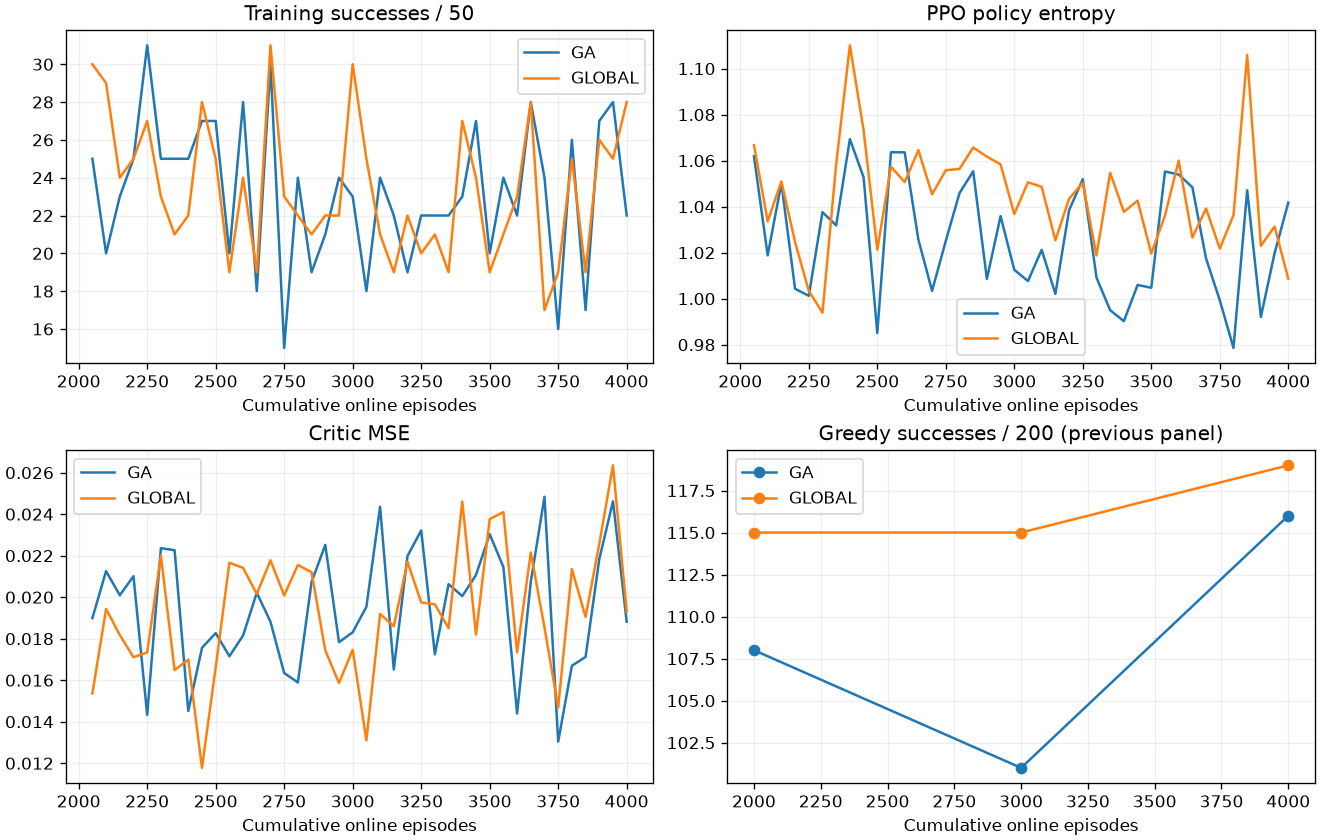 Training successes / 50
30
28
26
24
22
20
18
16
GA
GLOBAL
2000 2250 2500 2750 3000 3250 3500 3750 4000
Cumulative online episodes
PPO policy entropy
1.10
1.08
1.06
1.04
1.02
1.00
0.98
GA
GLOBAL
2000 2250 2500 2750 3000 3250 3500 3750 4000
Cumulative online episodes
Critic MSE
0.026
0.024
0.022
0.020
0.018
0.016
0.014
0.012
GA
GLOBAL
2000 2250 2500 2750 3000 3250 3500 3750 4000
Cumulative online episodes
Greedy successes / 200 (previous panel)
117.5
115.0
112.5
110.0
107.5
105.0
102.5
GA
GLOBAL
2000 2250 2500 2750 3000 3250 3500 3750 4000
Cumulative online episodes